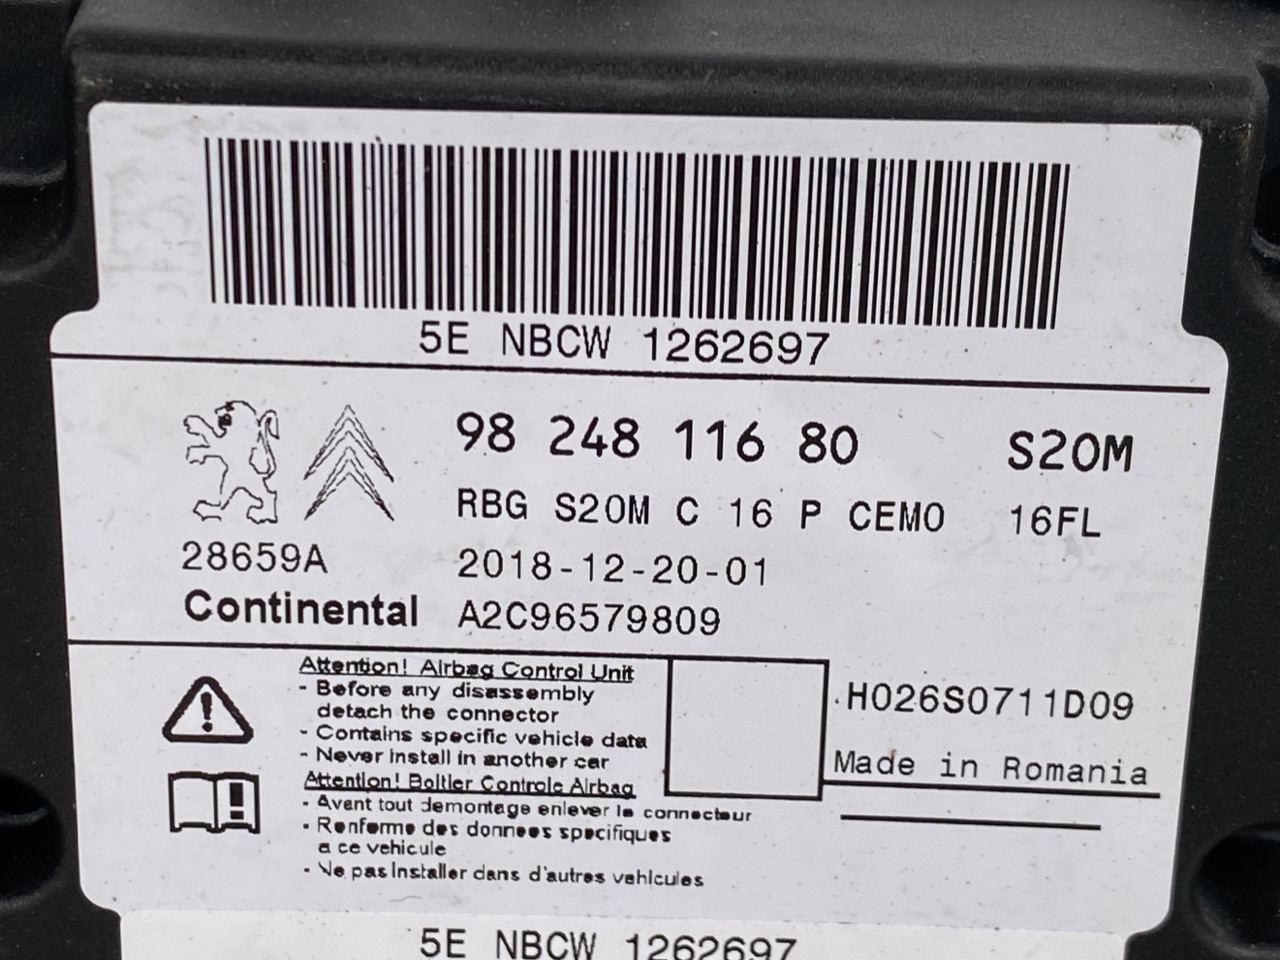 5E NBCW 1262697
98 248 116 80 S20M
RBG S20M C 16 P CEMO 16FL
28659A 2018-12-20-01
Continental A2C96579809
Attention! Airbag Control Unit
- Before any disassembly
detach the connector
- Contains specific vehicle data
- Never install in another car
Attention! Boitier Controle Airbag
- Avant tout demontage enlever le connecteur
- Renferme des donnees specifiques
a ce vehicule
- Ne pas installer dans d'autres vehicules
H026S0711D09
Made in Romania
5E NBCW 1262697